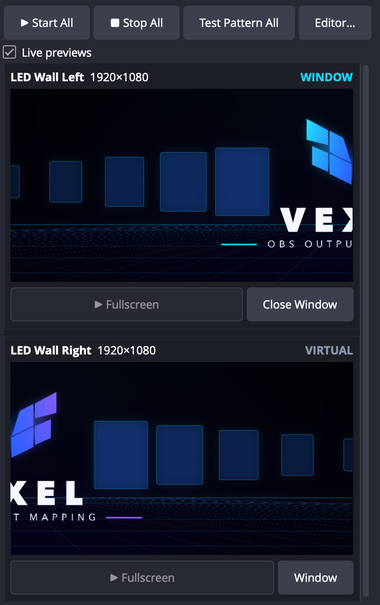 ▶ Start All
■ Stop All
Test Pattern All
Editor...
Live previews
LED Wall Left 1920×1080 WINDOW
VEX
OBS OUTPU
▶ Fullscreen
Close Window
LED Wall Right 1920×1080 VIRTUAL
XEL
T MAPPING
▶ Fullscreen
Window